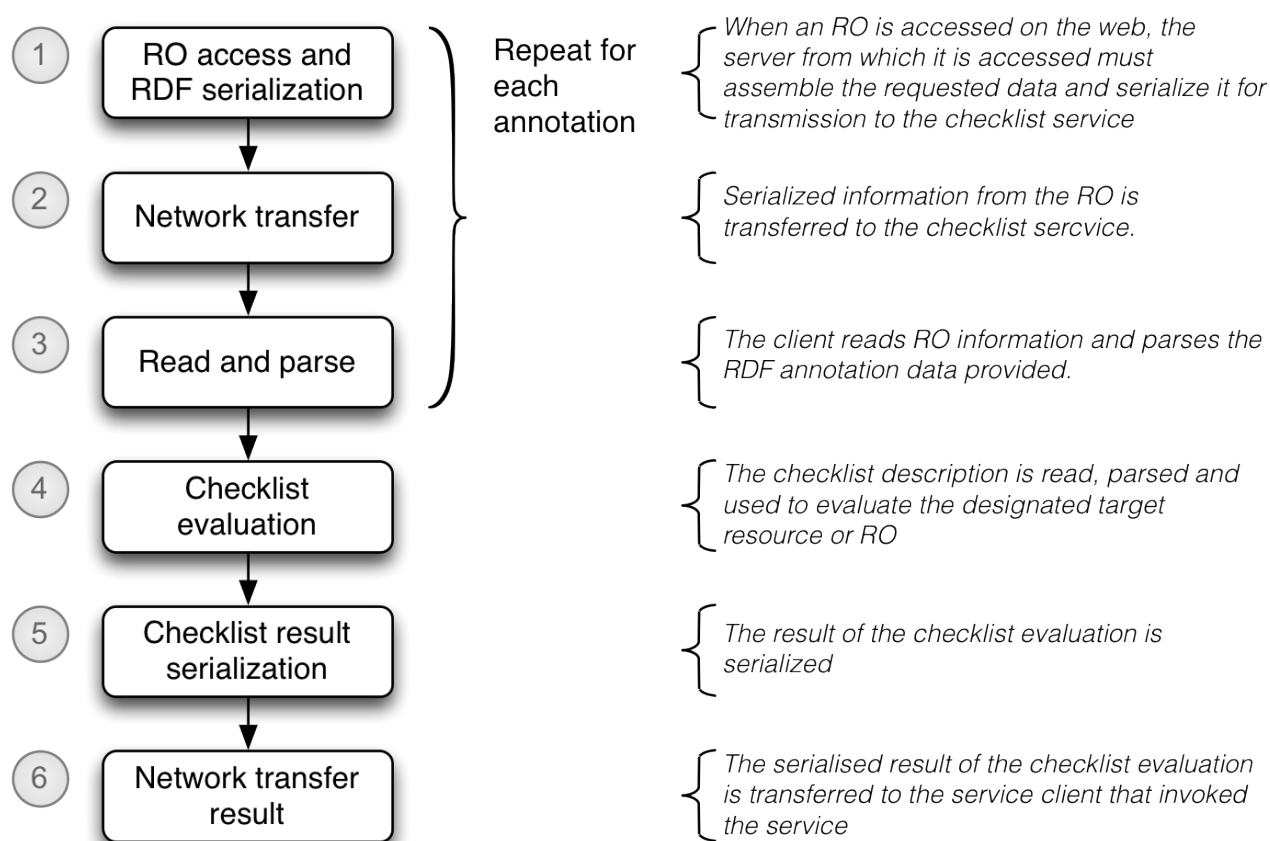 1
RO access and
RDF serialization
Repeat for
each
annotation
When an RO is accessed on the web, the
server from which it is accessed must
assemble the requested data and serialize it for
transmission to the checklist service
2
Network transfer
Serialized information from the RO is
transferred to the checklist sercvice.
3
Read and parse
The client reads RO information and parses the
RDF annotation data provided.
4
Checklist
evaluation
The checklist description is read, parsed and
used to evaluate the designated target
resource or RO
5
Checklist result
serialization
The result of the checklist evaluation is
serialized
6
Network transfer
result
The serialised result of the checklist evaluation
is transferred to the service client that invoked
the service